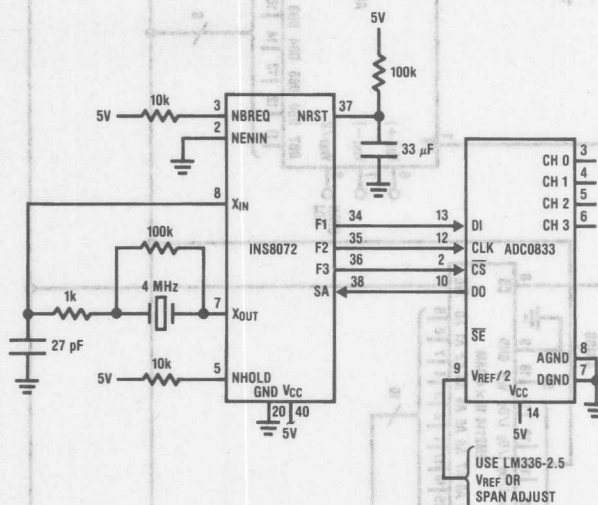 5V
100k
10k
5V
3
NBREQ
NRST
37
2
NENIN
33 μF
3
CH 0
4
CH 1
5
CH 2
6
CH 3
8
XIN
F1
34
13
DI
100k
INS8072
F2
35
12
CLK
ADC0833
F3
36
2
CS
4 MHz
SA
38
10
DO
1k
7
XOUT
SE
27 pF
8
AGND
10k
5V
5
NHOLD
9
VREF/2
7
DGND
GND
VCC
VCC
20
40
14
5V
5V
USE LM336-2.5
VREF OR
SPAN ADJUST